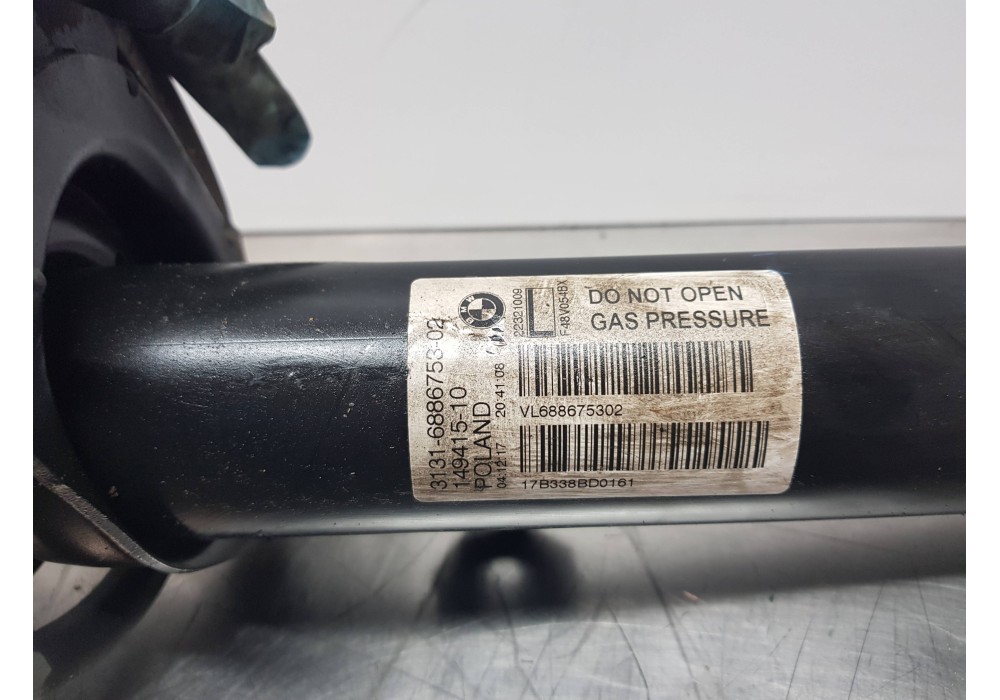 3131-6886753-02
149415-10
POLAND
04.12.17 20 41 08
BMW
22321009
F48V054BX
DO NOT OPEN
GAS PRESSURE
VL688675302
17B338BD0161